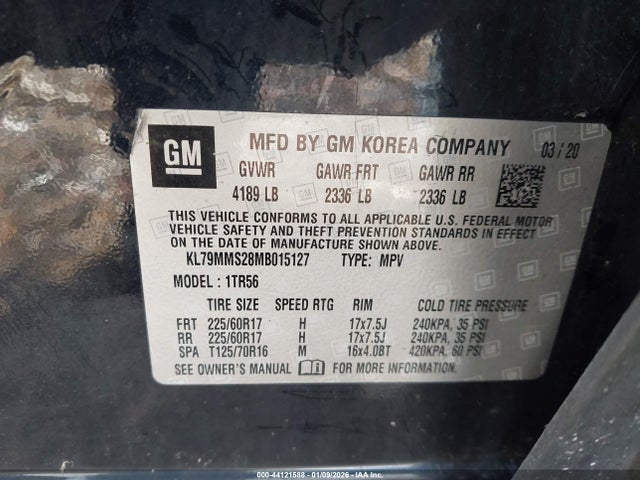 GM MFD BY GM KOREA COMPANY 03/20
GVWR GAWR FRT GAWR RR
4189 LB 2336 LB 2336 LB
THIS VEHICLE CONFORMS TO ALL APPLICABLE U.S. FEDERAL MOTOR
VEHICLE SAFETY AND THEFT PREVENTION STANDARDS IN EFFECT
ON THE DATE OF MANUFACTURE SHOWN ABOVE.
KL79MMS28MB015127 TYPE: MPV
MODEL : 1TR56
TIRE SIZE SPEED RTG RIM COLD TIRE PRESSURE
FRT 225/60R17 H 17x7.5J 240KPA, 35 PSI
RR 225/60R17 H 17x7.5J 240KPA, 35 PSI
SPA T125/70R16 M 16x4.0BT 420KPA, 60 PSI
SEE OWNER'S MANUAL FOR MORE INFORMATION
000-44121588 - 01/09/2026 - IAA Inc.